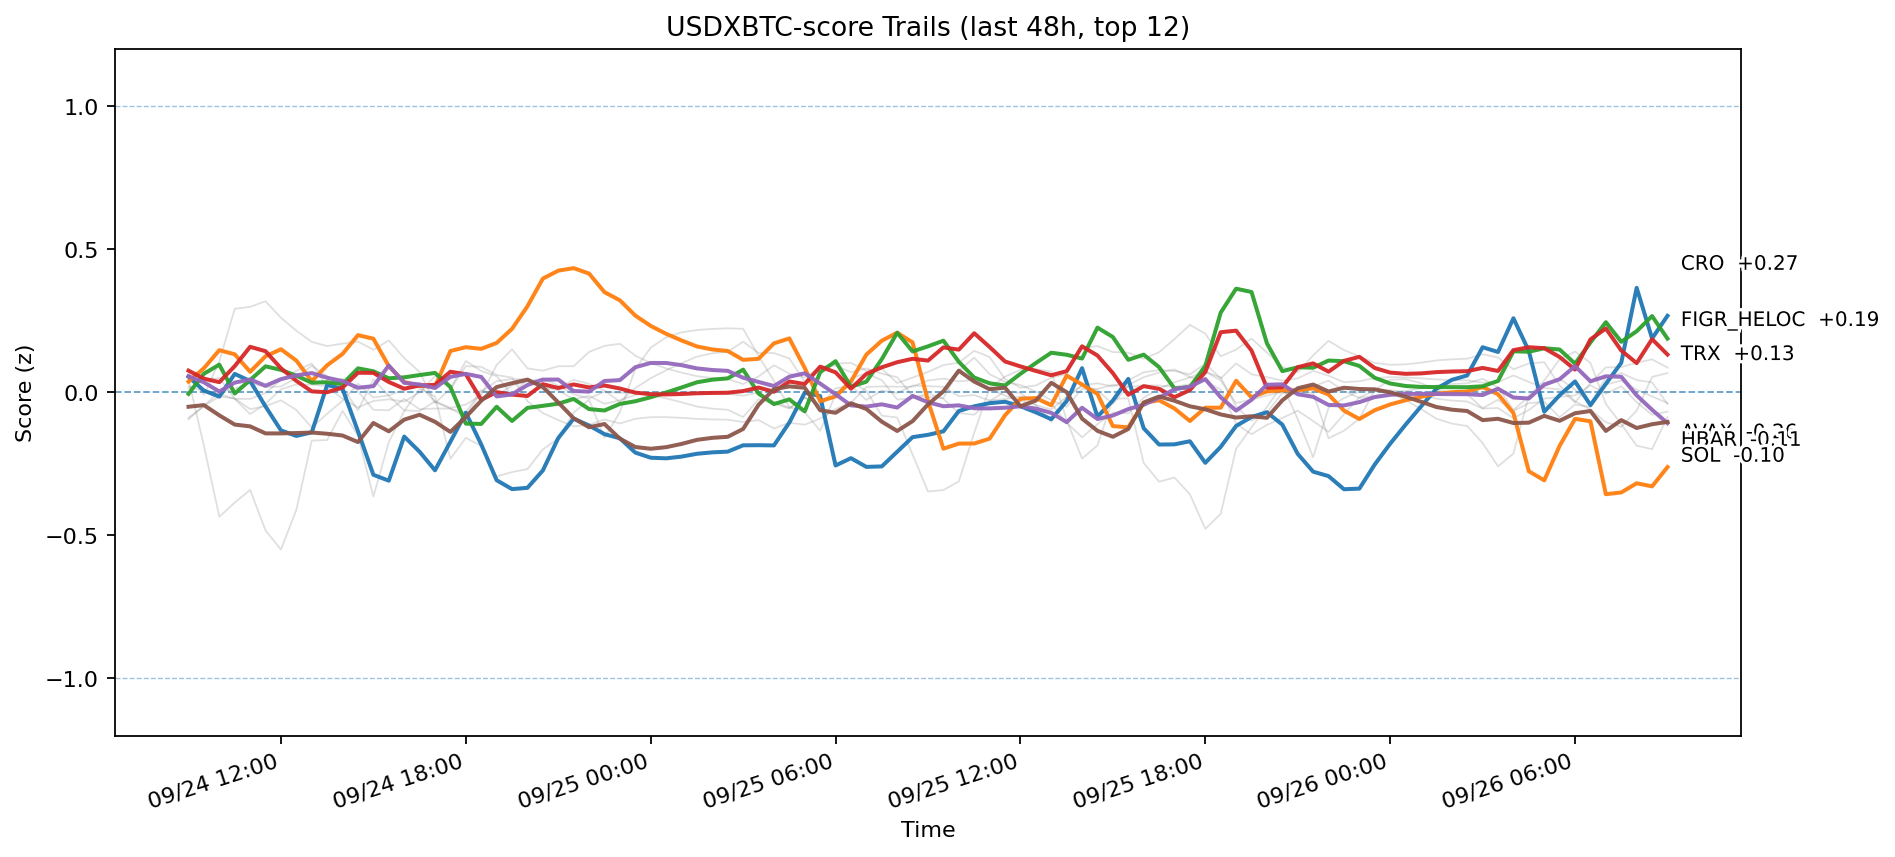 USDXBTC-score Trails (last 48h, top 12)
Score (z)
1.0
0.5
0.0
−0.5
−1.0
CRO +0.27
FIGR_HELOC +0.19
TRX +0.13
AVAX -0.26
HBAR -0.11
SOL -0.10
09/24 12:00
09/24 18:00
09/25 00:00
09/25 06:00
09/25 12:00
09/25 18:00
09/26 00:00
09/26 06:00
Time